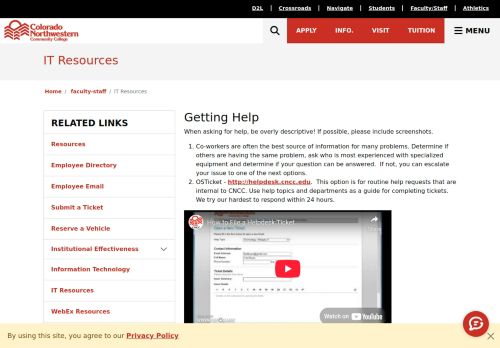 D2L | Crossroads | Navigate | Students | Faculty/Staff | Athletics
Colorado
Northwestern
Community College
APPLY INFO. VISIT TUITION MENU
IT Resources
Home / faculty-staff / IT Resources
RELATED LINKS
Resources
Employee Directory
Employee Email
Submit a Ticket
Reserve a Vehicle
Institutional Effectiveness
Information Technology
IT Resources
WebEx Resources
Getting Help
When asking for help, be overly descriptive! If possible, please include screenshots.
1. Co-workers are often the best source of information for many problems. Determine if
others are having the same problem, ask who is most experienced with specialized
equipment and determine if your question can be answered. If not, you can escalate
your issue to one of the next options.
2. OSTicket - http://helpdesk.cncc.edu. This option is for routine help requests that are
internal to CNCC. Use help topics and departments as a guide for completing tickets.
We try our hardest to respond within 24 hours.
How to File a Helpdesk Ticket
Share
Open a New Ticket
Contact Information
Ticket Details
Watch on YouTube
By using this site, you agree to our Privacy Policy